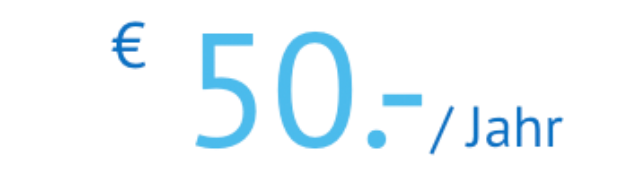 € 50.- / Jahr